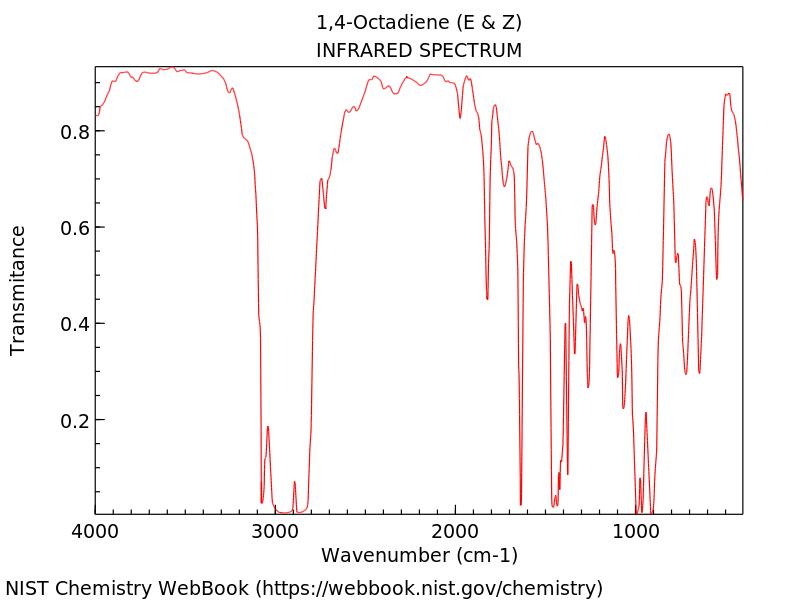 1,4-Octadiene (E & Z)
INFRARED SPECTRUM
0.8
0.6
0.4
0.2
Transmitance
4000 3000 2000 1000
Wavenumber (cm-1)
NIST Chemistry WebBook (https://webbook.nist.gov/chemistry)